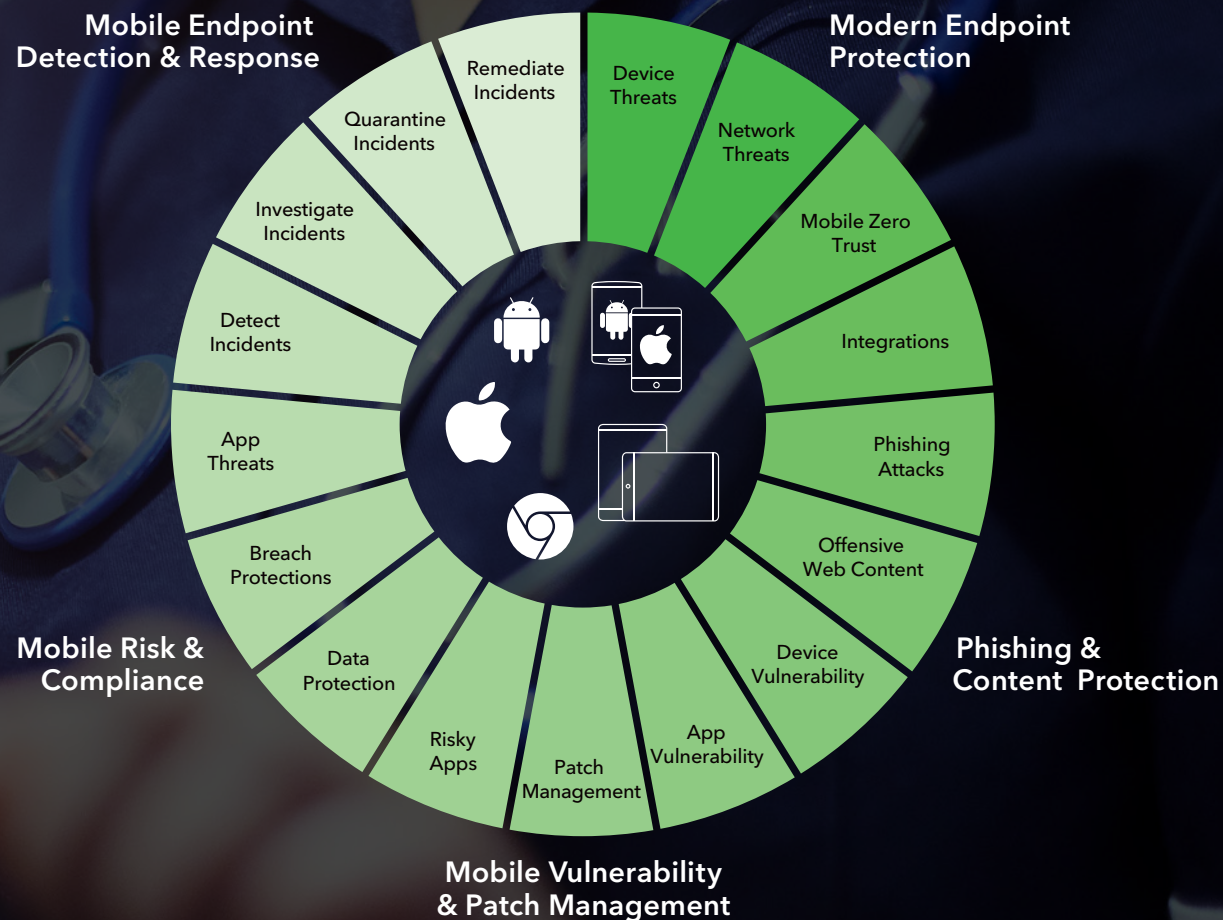 Mobile Endpoint
Detection & Response
Modern Endpoint
Protection
Remediate
Incidents
Device
Threats
Quarantine
Incidents
Network
Threats
Investigate
Incidents
Mobile Zero
Trust
Detect
Incidents
Integrations
App
Threats
Phishing
Attacks
Breach
Protections
Offensive
Web Content
Mobile Risk &
Compliance
Phishing &
Content Protection
Data
Protection
Device
Vulnerability
Risky
Apps
App
Vulnerability
Patch
Management
Mobile Vulnerability
& Patch Management